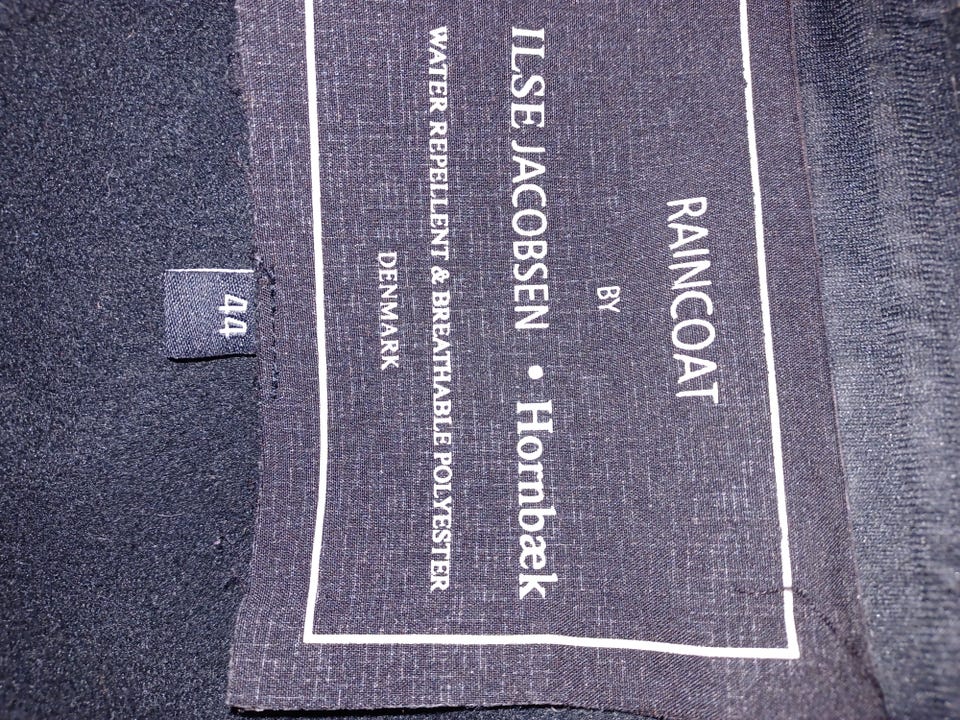 RAINCOAT
BY
ILSE JACOBSEN • Hornbæk
WATER REPELLENT & BREATHABLE POLYESTER
DENMARK
44